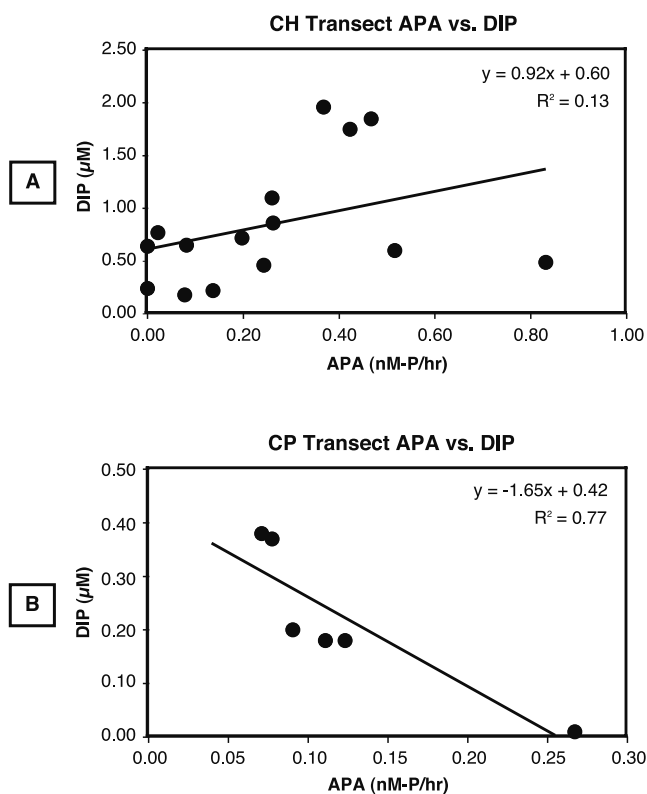 CH Transect APA vs. DIP
2.50
y = 0.92x + 0.60
R² = 0.13
2.00
A
DIP (µM)
1.50
1.00
0.50
0.00
0.00 0.20 0.40 0.60 0.80 1.00
APA (nM-P/hr)
CP Transect APA vs. DIP
0.50
y = -1.65x + 0.42
R² = 0.77
0.40
B
DIP (µM)
0.30
0.20
0.10
0.00
0.00 0.05 0.10 0.15 0.20 0.25 0.30
APA (nM-P/hr)